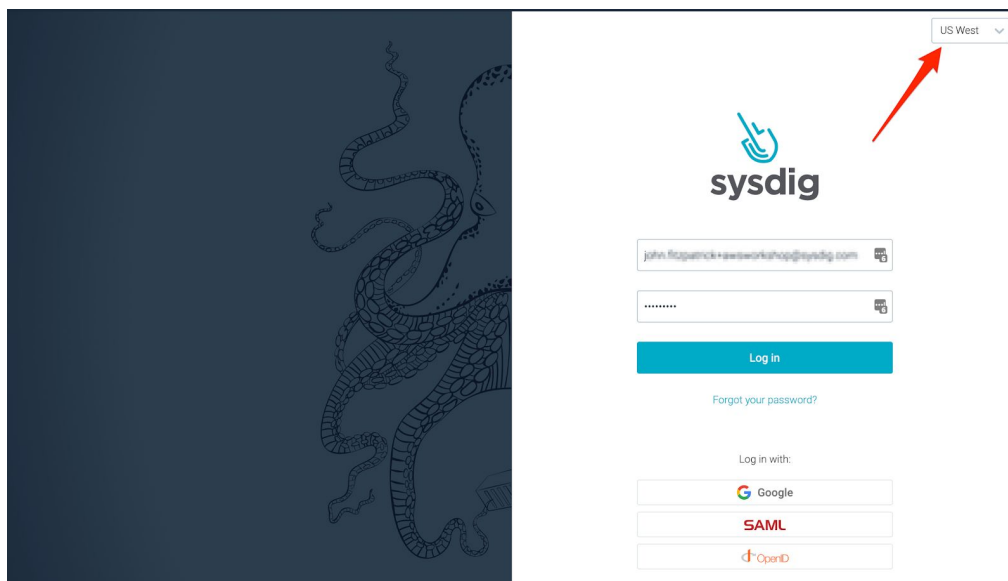 US West
sysdig
•••••••••
Log in
Forgot your password?
Log in with:
Google
SAML
OpenID